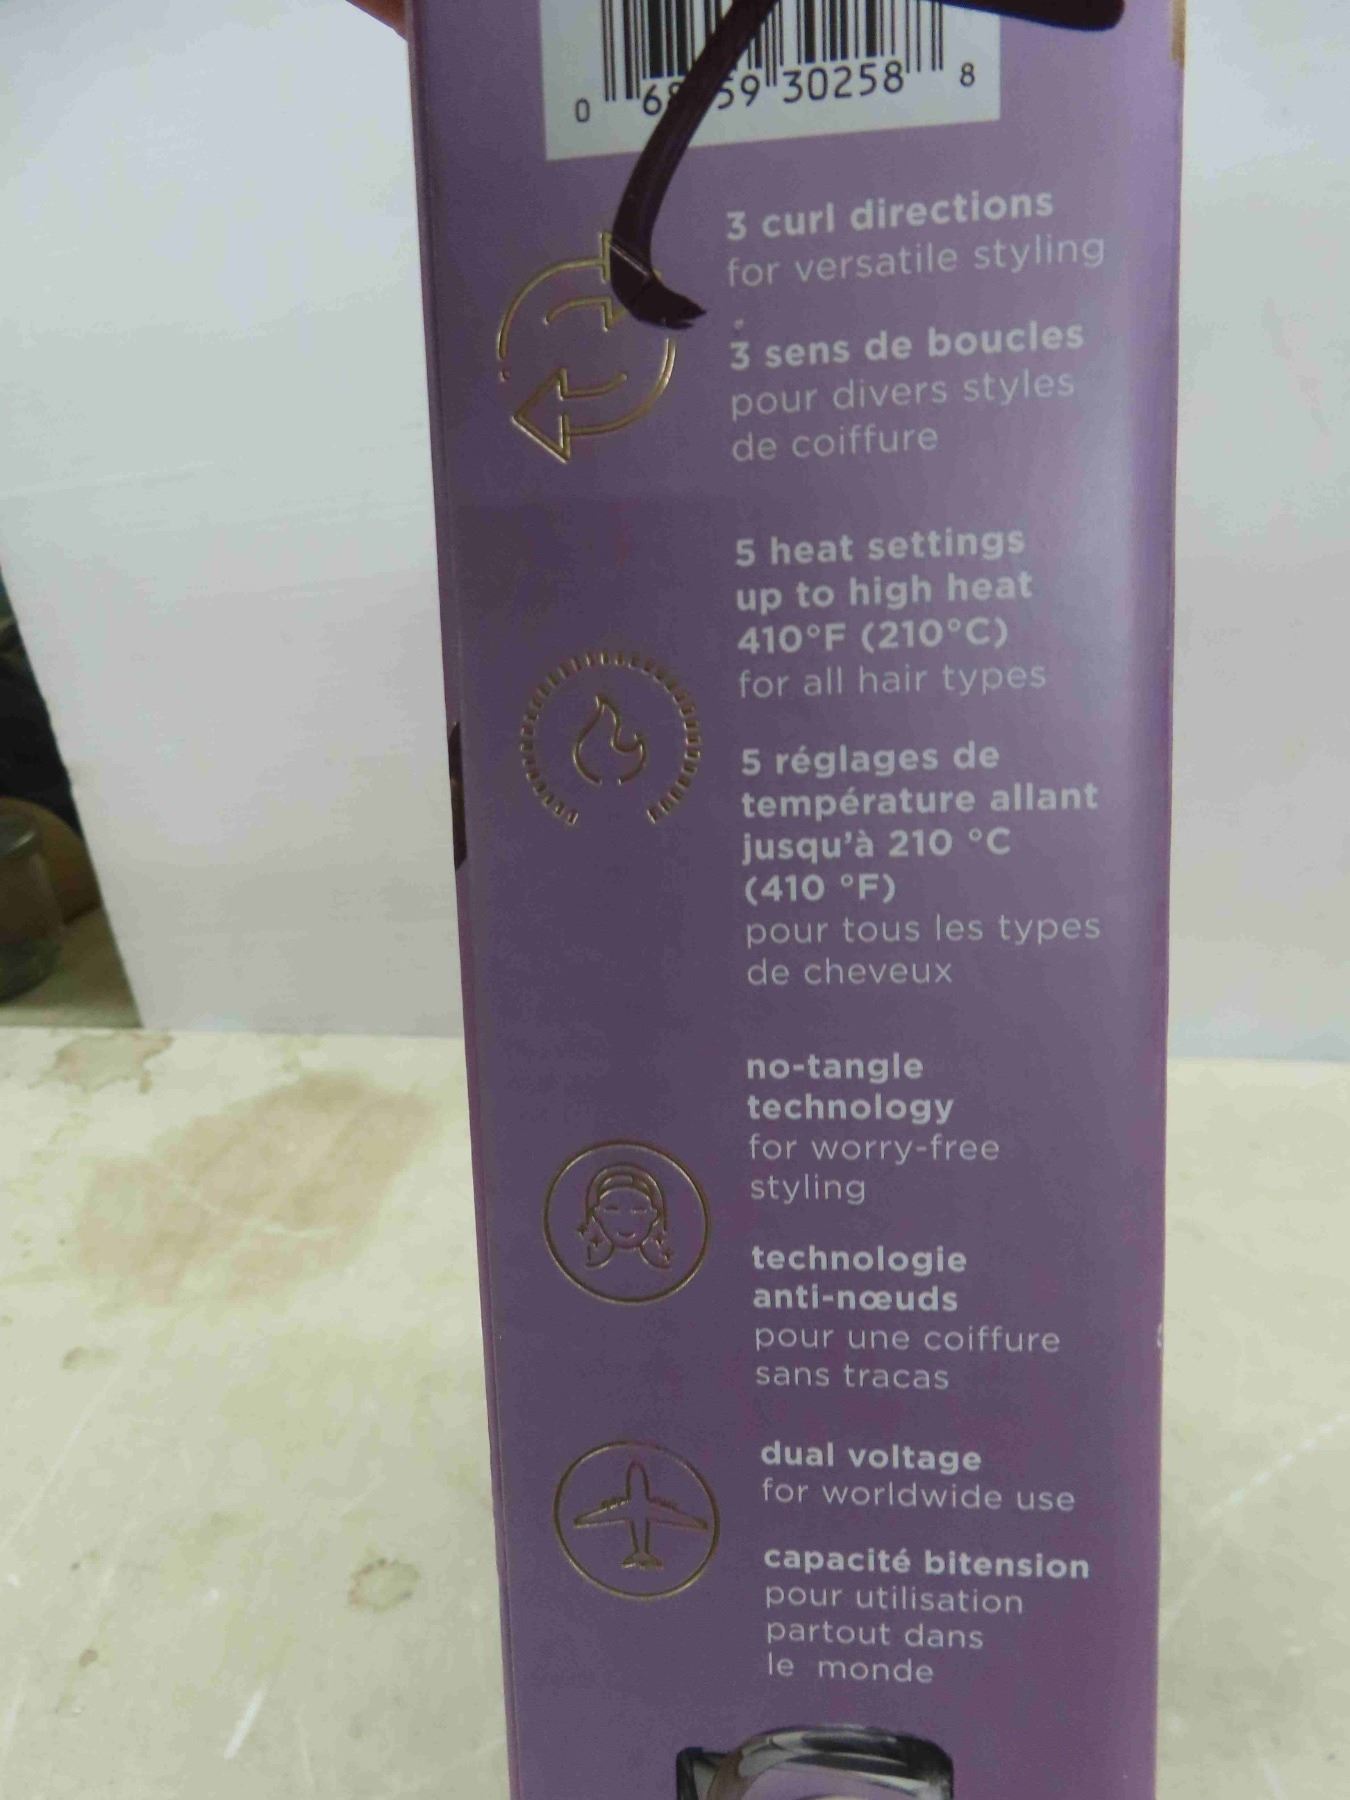 0 59 30258 8
3 curl directions
for versatile styling
3 sens de boucles
pour divers styles
de coiffure
5 heat settings
up to high heat
410°F (210°C)
for all hair types
5 réglages de
température allant
jusqu'à 210 °C
(410 °F)
pour tous les types
de cheveux
no-tangle
technology
for worry-free
styling
technologie
anti-nœuds
pour une coiffure
sans tracas
dual voltage
for worldwide use
capacité bitension
pour utilisation
partout dans
le monde